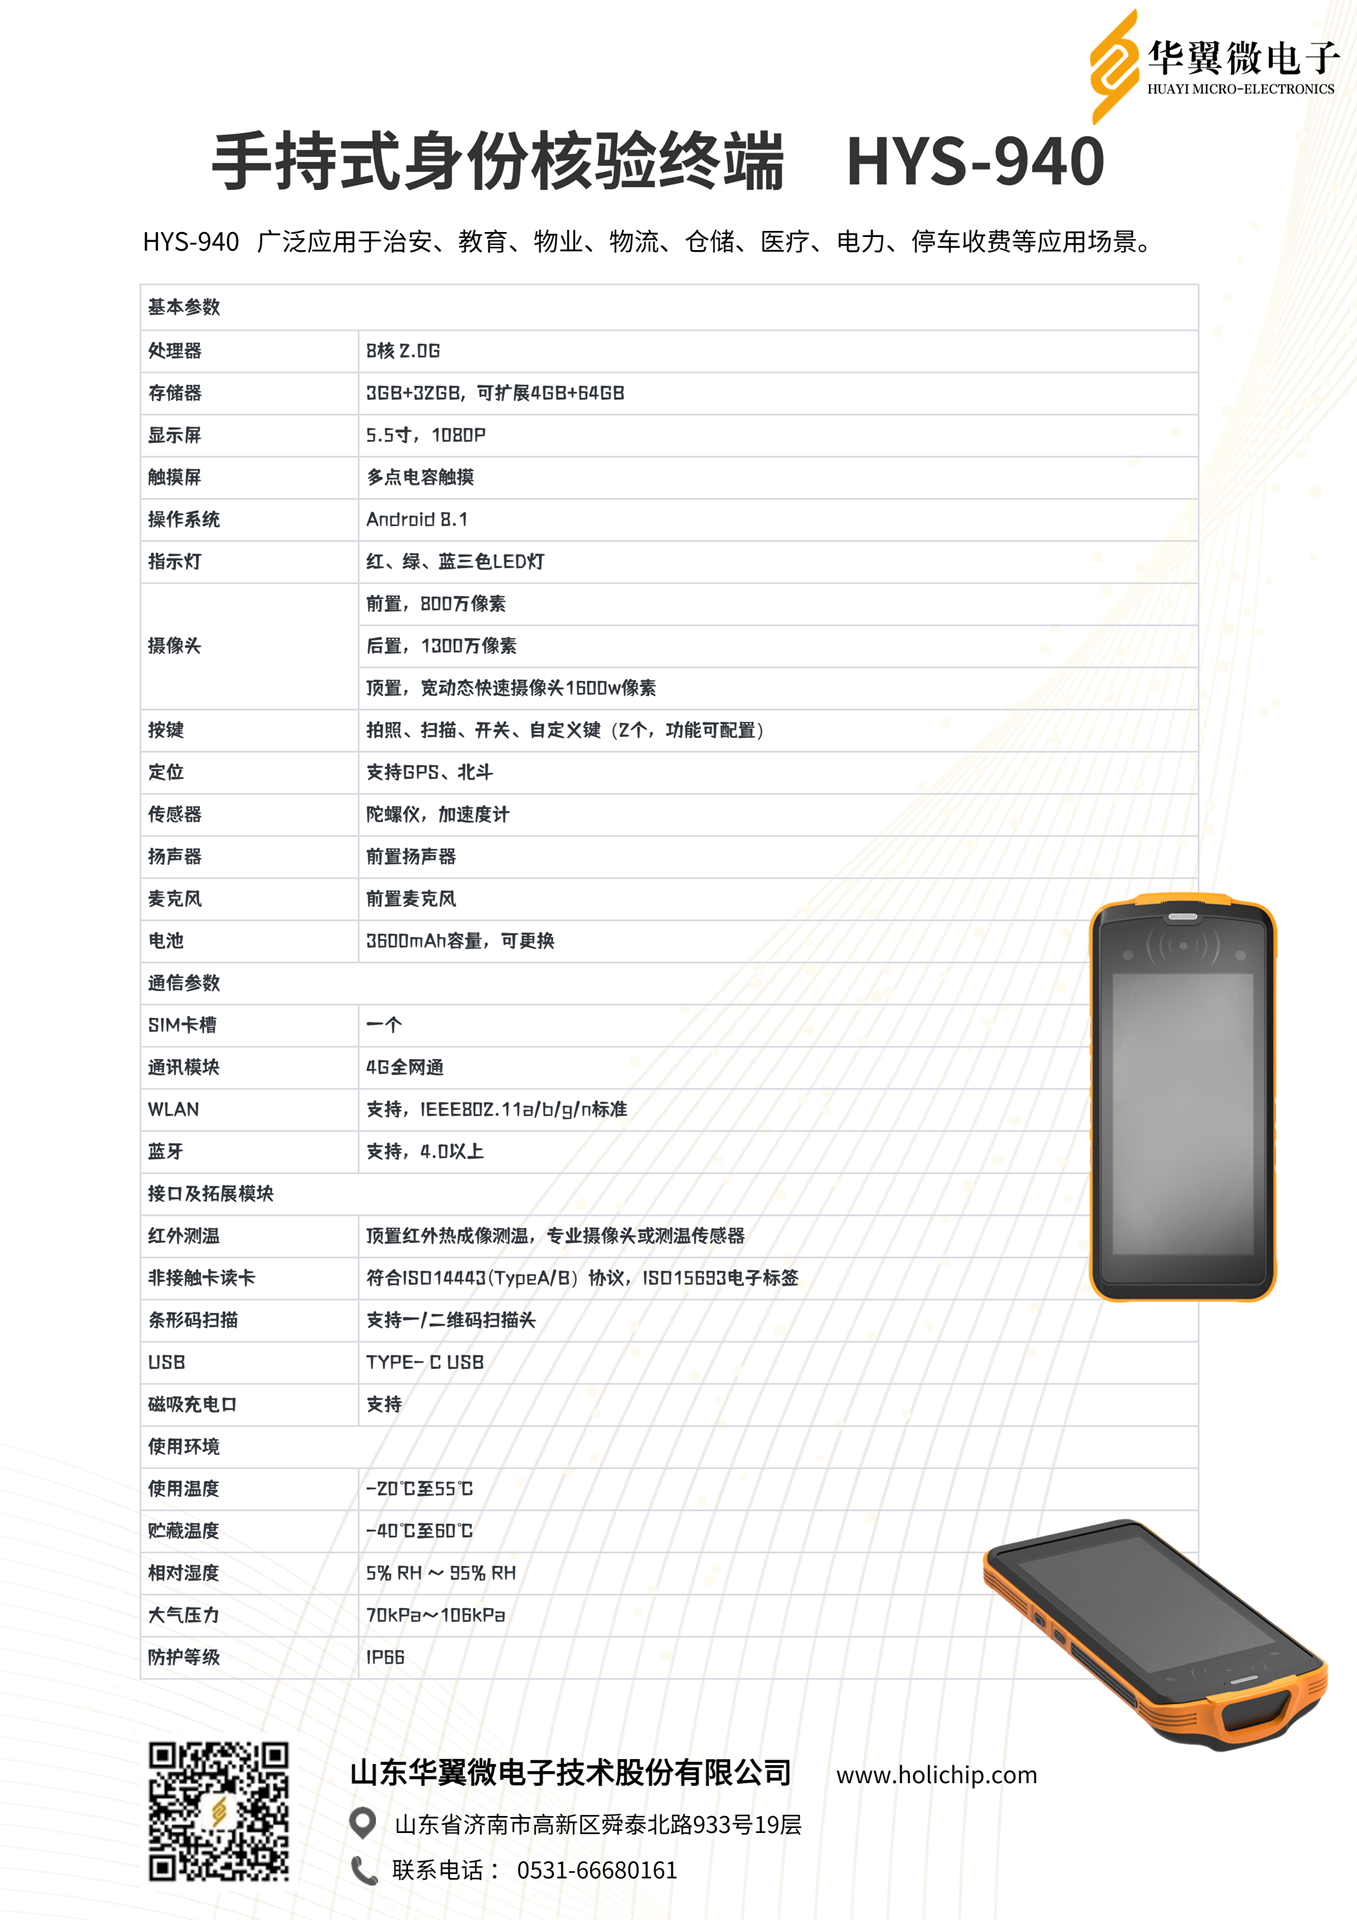 华翼微电子
HUAYI MICRO-ELECTRONICS
手持式身份核验终端 HYS-940
HYS-940 广泛应用于治安、教育、物业、物流、仓储、医疗、电力、停车收费等应用场景。
基本参数
处理器 8核 2.0G
存储器 3GB+32GB，可扩展4GB+64GB
显示屏 5.5寸，1080P
触摸屏 多点电容触摸
操作系统 Android 8.1
指示灯 红、绿、蓝三色LED灯
前置，800万像素
摄像头 后置，1300万像素
顶置，宽动态快速摄像头1600w像素
按键 拍照、扫描、开关、自定义键（2个，功能可配置）
定位 支持GPS、北斗
传感器 陀螺仪，加速度计
扬声器 前置扬声器
麦克风 前置麦克风
电池 3600mAh容量，可更换
通信参数
SIM卡槽 一个
通讯模块 4G全网通
WLAN 支持，IEEE802.11a/b/g/n标准
蓝牙 支持，4.0以上
接口及拓展模块
红外测温 顶置红外热成像测温，专业摄像头或测温传感器
非接触卡读卡 符合ISO14443(TypeA/B）协议，ISO15693电子标签
条形码扫描 支持一/二维码扫描头
USB TYPE- C USB
磁吸充电口 支持
使用环境
使用温度 -20℃至55℃
贮藏温度 -40℃至60℃
相对湿度 5% RH ～ 95% RH
大气压力 70kPa～106kPa
防护等级 IP66
山东华翼微电子技术股份有限公司 www.holichip.com
山东省济南市高新区舜泰北路933号19层
联系电话： 0531-66680161